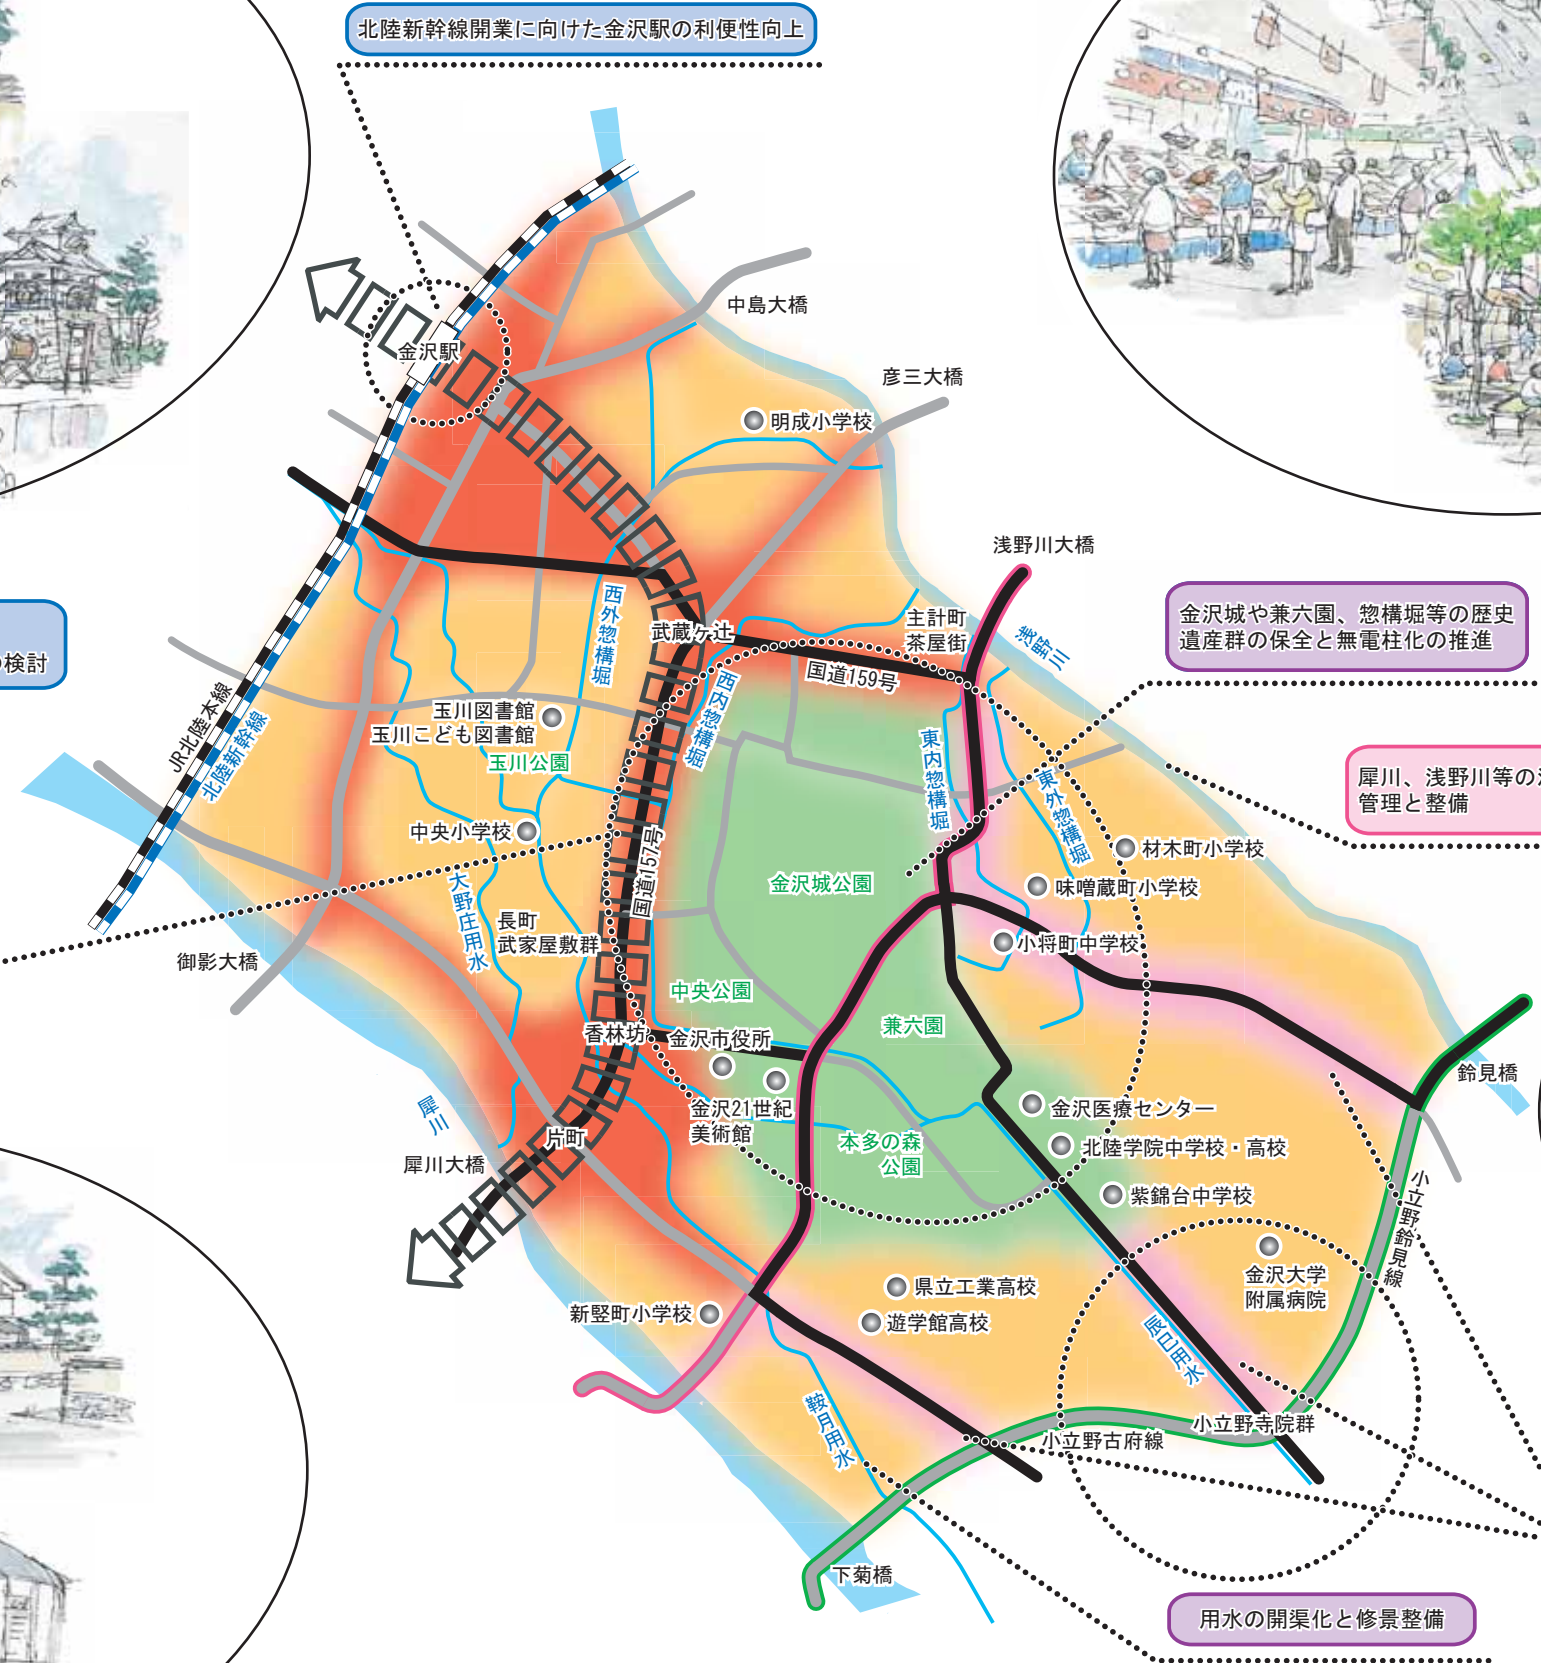 北陸新幹線開業に向けた金沢駅の利便性向上
中島大橋
金沢駅
彦三大橋
明成小学校
浅野川大橋
金沢城や兼六園、惣構堀等の歴史
遺産群の保全と無電柱化の推進
の検討
西外惣構堀
武蔵ヶ辻
主計町
茶屋街
浅野川
国道159号
西内惣構堀
JR北陸本線
北陸新幹線
玉川図書館
玉川こども図書館
玉川公園
東内惣構堀
東外惣構堀
犀川、浅野川等の
管理と整備
中央小学校
国道157号
材木町小学校
味噌蔵町小学校
金沢城公園
大野庄用水
長町
武家屋敷群
小将町中学校
御影大橋
中央公園
兼六園
香林坊
金沢市役所
鈴見橋
金沢21世紀
美術館
金沢医療センター
犀川
片町
本多の森
公園
北陸学院中学校・高校
犀川大橋
紫錦台中学校
小立野鈴見線
金沢大学
附属病院
県立工業高校
新竪町小学校
遊学館高校
辰巳用水
鞍月用水
小立野寺院群
小立野古府線
下菊橋
用水の開渠化と修景整備